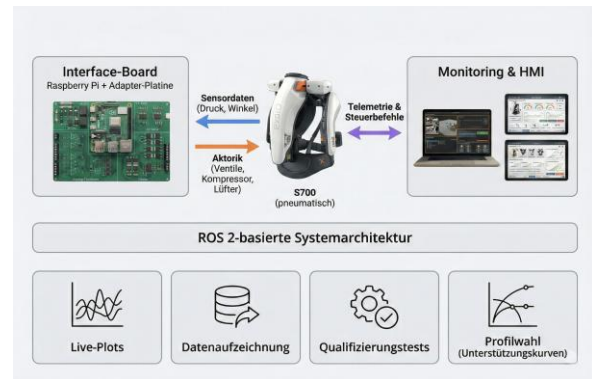 Interface-Board
Raspberry Pi + Adapter-Platine
Sensordaten
(Druck, Winkel)
Aktorik
(Ventile,
Kompressor,
Lüfter)
S700
(pneumatisch)
Telemetrie &
Steuerbefehle
Monitoring & HMI
ROS 2-basierte Systemarchitektur
Live-Plots
Datenaufzeichnung
Qualifizierungstests
Profilwahl
(Unterstützungskurven)